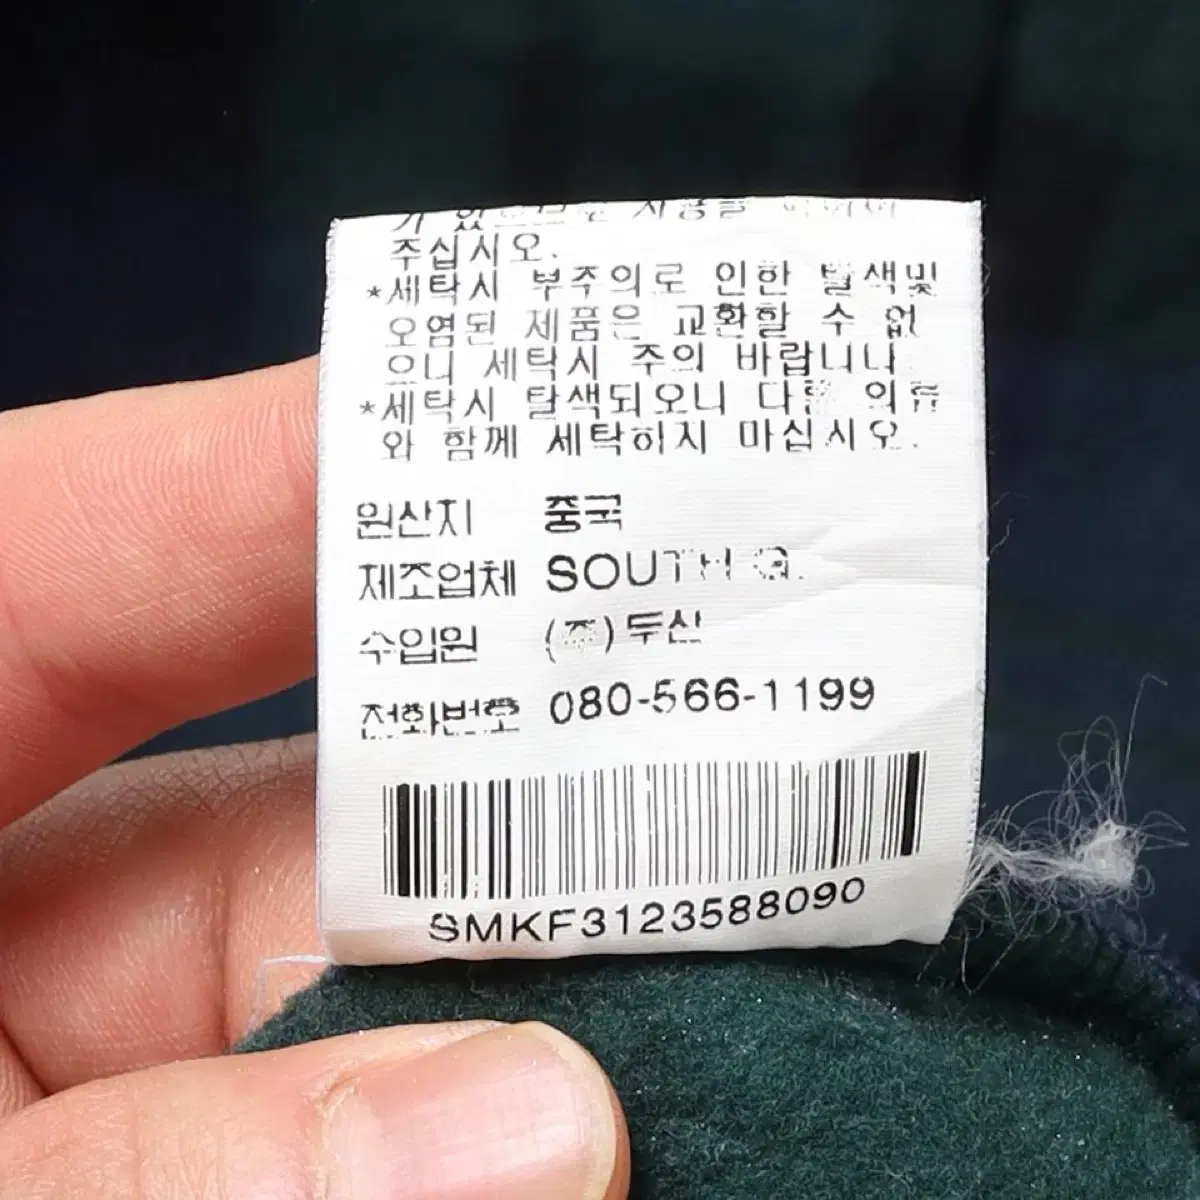 주십시오.
*세탁시 부주의로 인한 탈색및
오염된 제품은 교환할 수 없
으니 세탁시 주의 바랍니나
*세탁시 탈색되오니 다른 의류
와 함께 세탁하지 마십시오.
원산지 중국
제조업체 SOUTH G.
수입원 (주)두산
전화번호 080-566-1199
SMKF3123588090